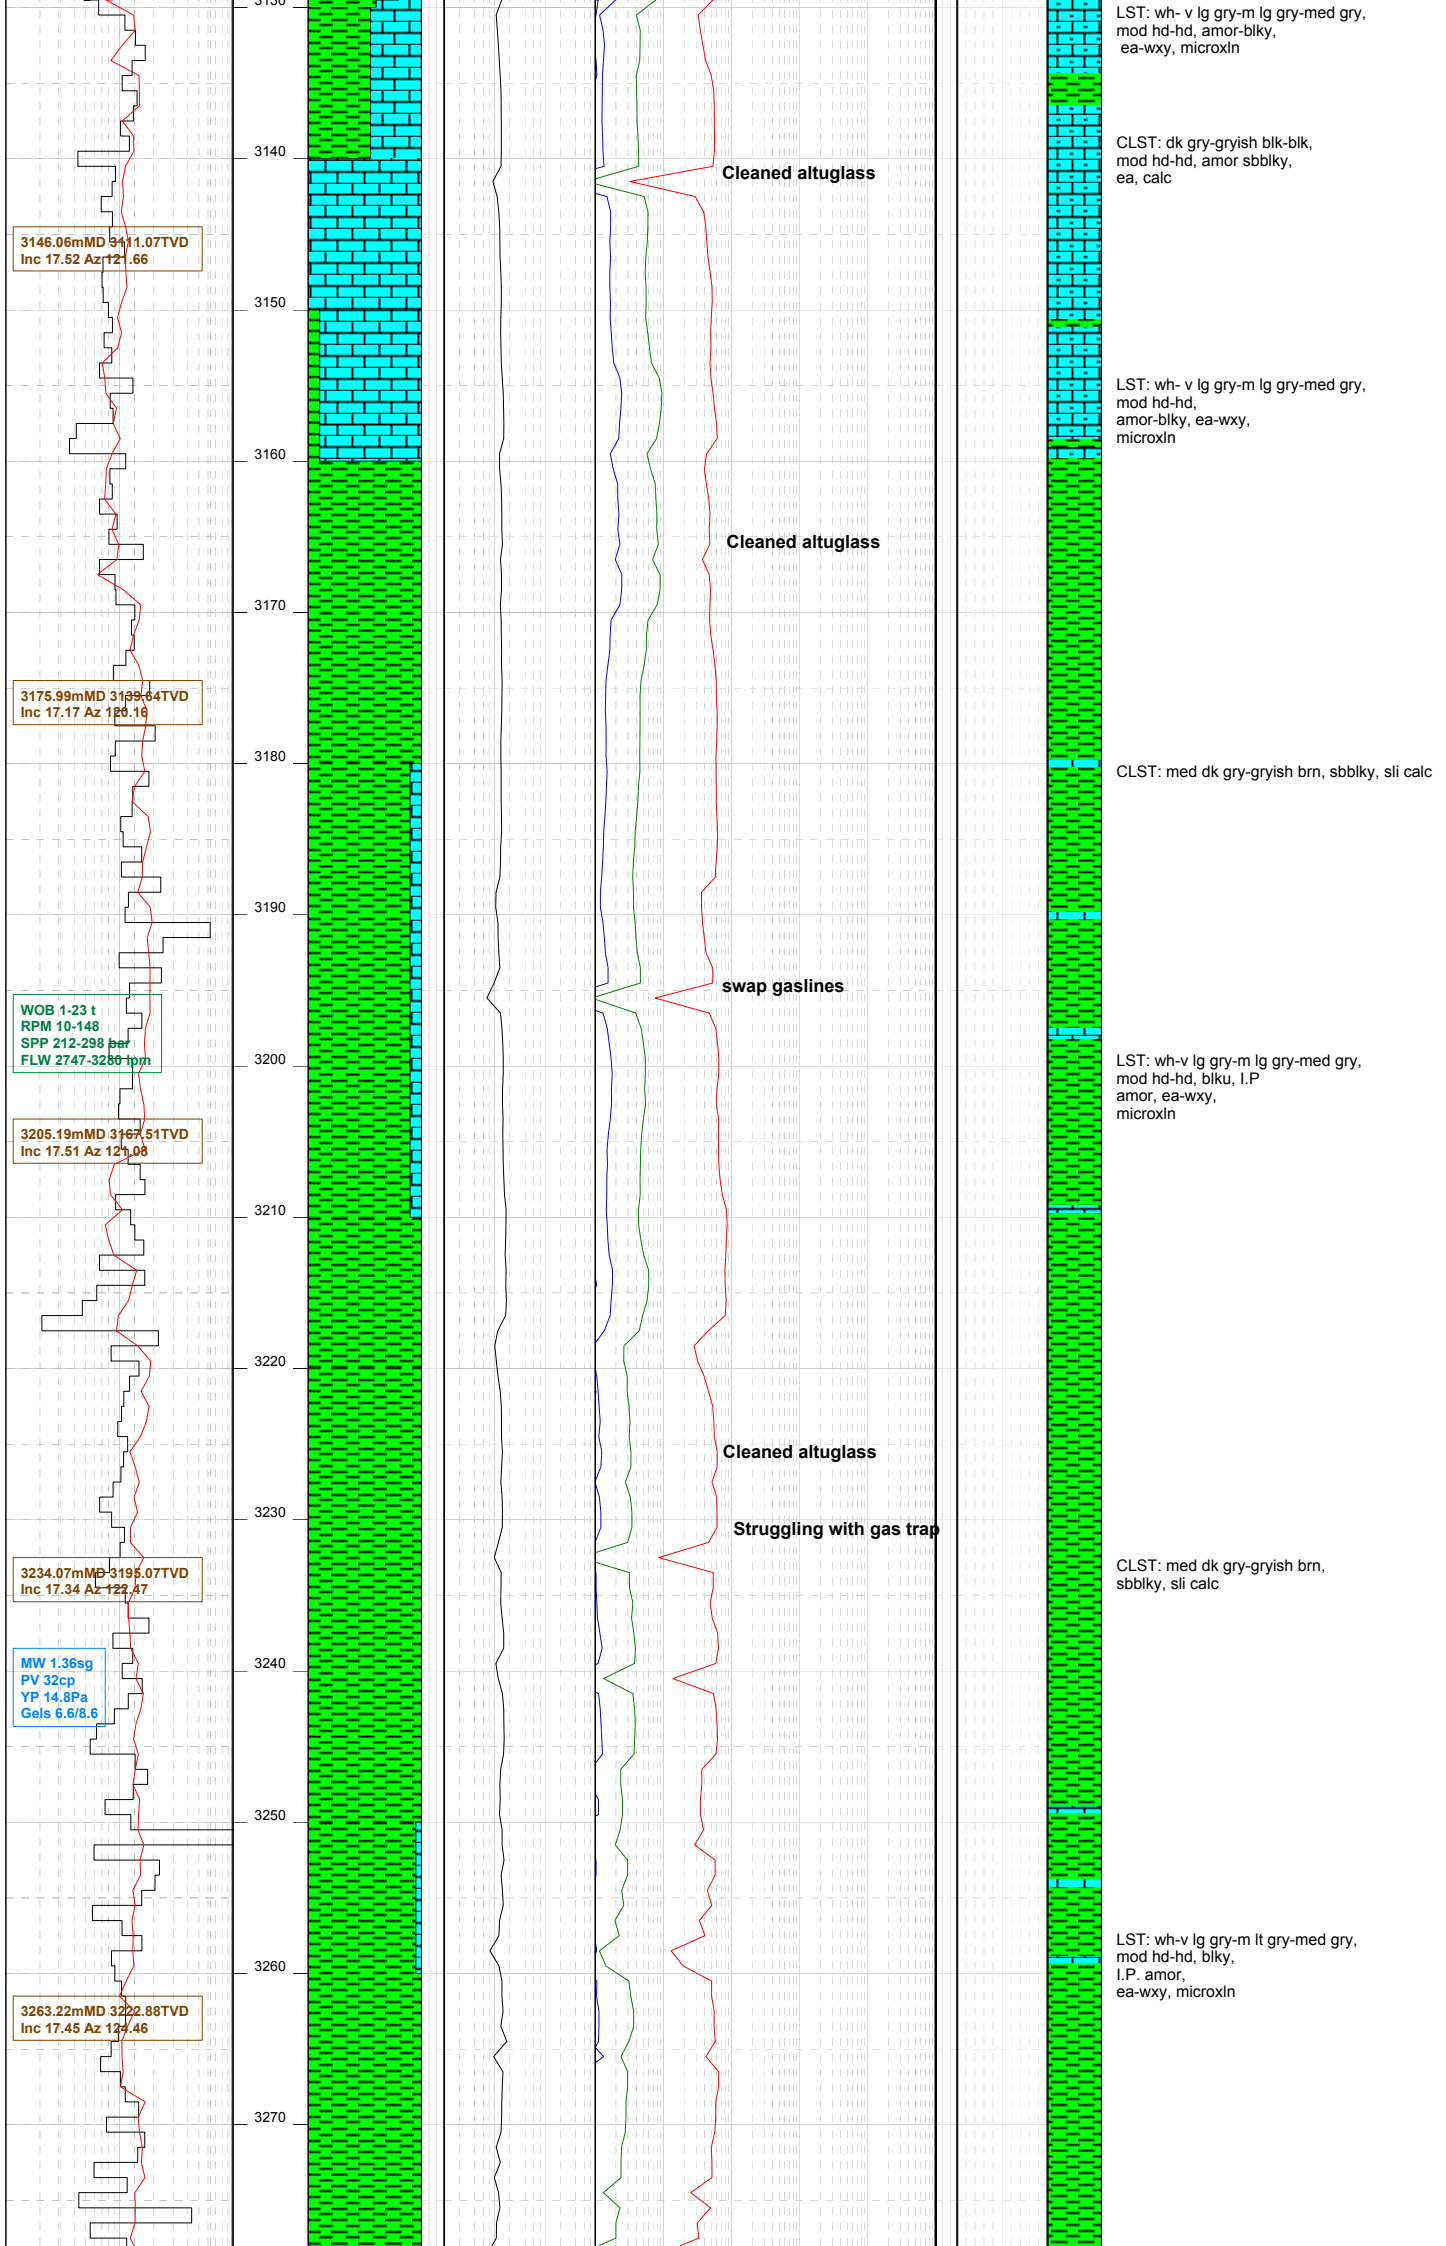 3130
LST: wh- v lg gry-m lg gry-med gry,
mod hd-hd, amor-blky,
ea-wxy, microxln
CLST: dk gry-gryish blk-blk,
mod hd-hd, amor sbblky,
ea, calc
3140
Cleaned altuglass
3146.06mMD 3111.07TVD
Inc 17.52 Az 121.66
3150
LST: wh- v lg gry-m lg gry-med gry,
mod hd-hd,
amor-blky, ea-wxy,
microxln
3160
Cleaned altuglass
3170
3175.99mMD 3139.64TVD
Inc 17.17 Az 120.16
3180
CLST: med dk gry-gryish brn, sbblky, sli calc
3190
swap gaslines
WOB 1-23 t
RPM 10-148
SPP 212-298 bar
FLW 2747-3280 lpm
3200
LST: wh-v lg gry-m lg gry-med gry,
mod hd-hd, blku, I.P
amor, ea-wxy,
microxln
3205.19mMD 3167.51TVD
Inc 17.51 Az 121.08
3210
3220
Cleaned altuglass
3230
Struggling with gas trap
3234.07mMD 3195.07TVD
Inc 17.34 Az 122.47
CLST: med dk gry-gryish brn,
sbblky, sli calc
3240
MW 1.36sg
PV 32cp
YP 14.8Pa
Gels 6.6/8.6
3250
LST: wh-v lg gry-m lt gry-med gry,
mod hd-hd, blky,
I.P. amor,
ea-wxy, microxln
3260
3263.22mMD 3222.88TVD
Inc 17.45 Az 124.46
3270